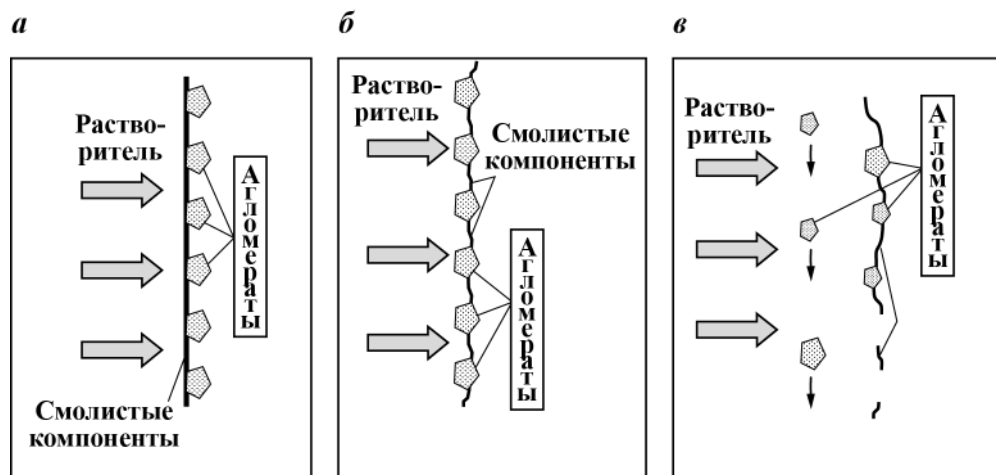 а
Раство-
ритель
Агломераты
Смолистые
компоненты
б
Раство-
ритель
Смолистые
компоненты
Агломераты
в
Раство-
ритель
Агломераты